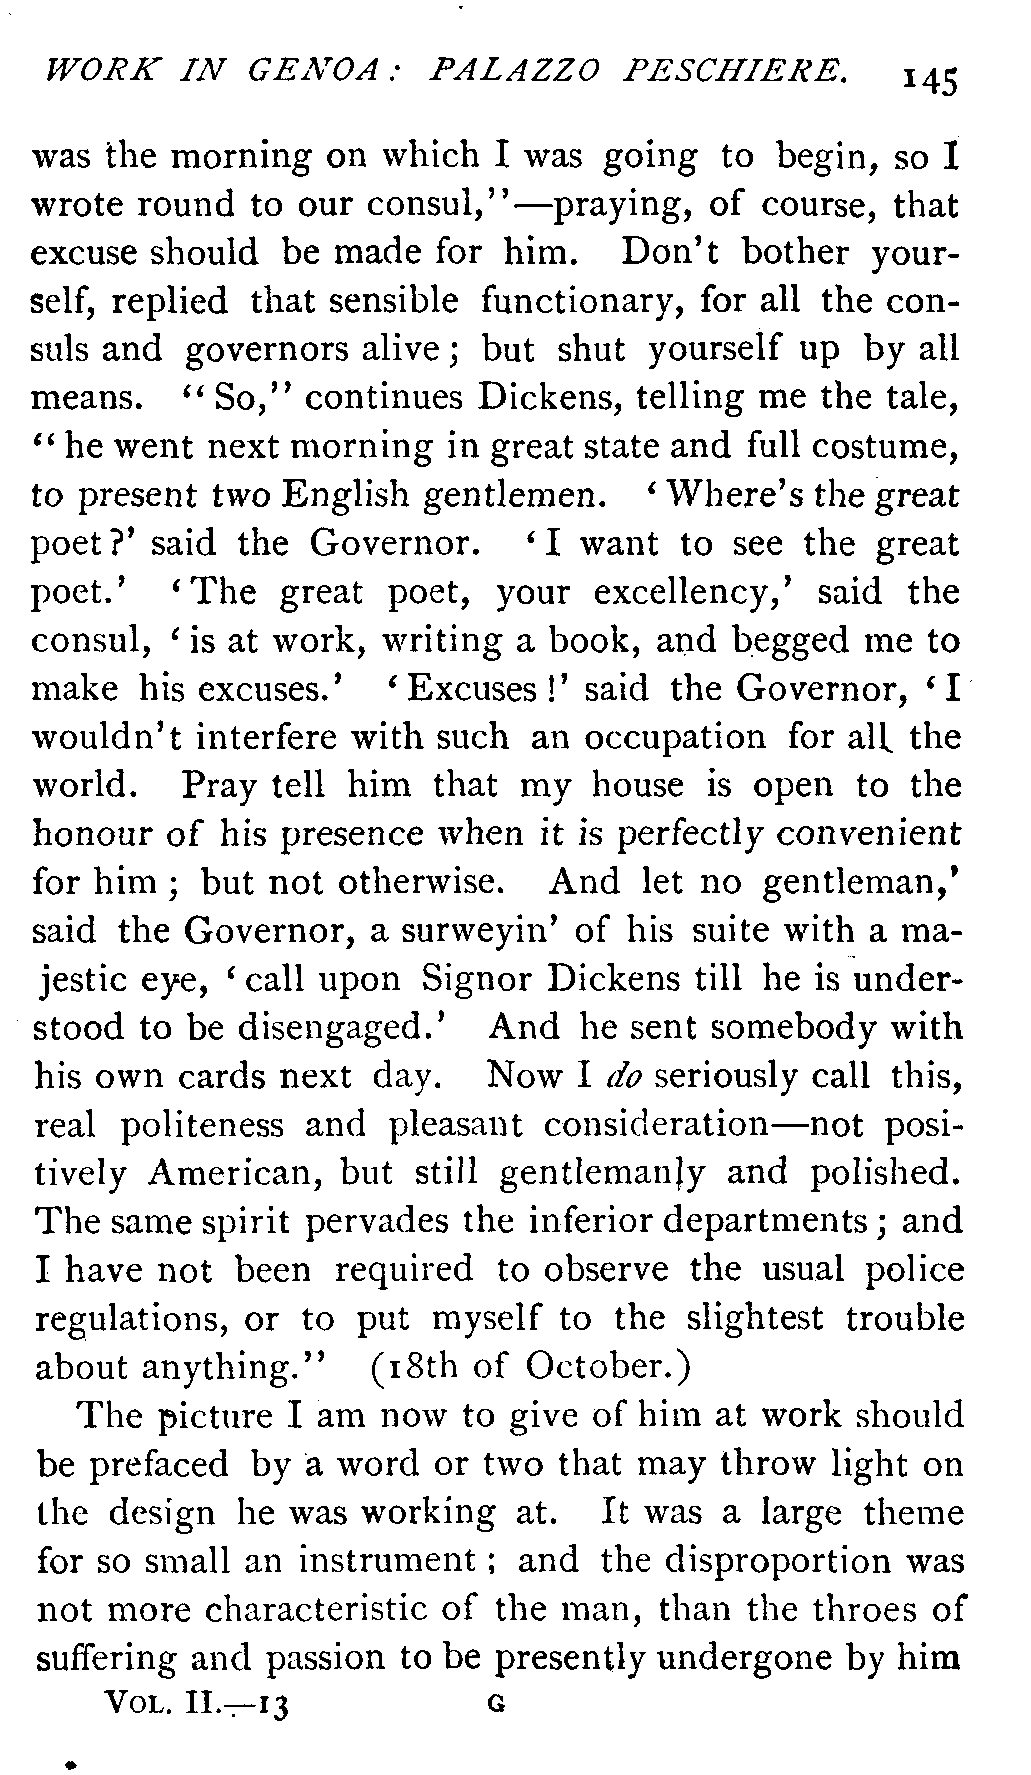 WORK IN GENOA: PALAZZO PESCHIERE. 145
was the morning on which I was going to begin, so I
wrote round to our consul,"—praying, of course, that
excuse should be made for him. Don't bother your-
self, replied that sensible functionary, for all the con-
suls and governors alive; but shut yourself up by all
means. "So," continues Dickens, telling me the tale,
"he went next morning in great state and full costume,
to present two English gentlemen. 'Where's the great
poet?' said the Governor. 'I want to see the great
poet.' 'The great poet, your excellency,' said the
consul, 'is at work, writing a book, and begged me to
make his excuses.' 'Excuses!' said the Governor, 'I
wouldn't interfere with such an occupation for all the
world. Pray tell him that my house is open to the
honour of his presence when it is perfectly convenient
for him; but not otherwise. And let no gentleman,'
said the Governor, a surweyin' of his suite with a ma-
jestic eye, 'call upon Signor Dickens till he is under-
stood to be disengaged.' And he sent somebody with
his own cards next day. Now I do seriously call this,
real politeness and pleasant consideration—not posi-
tively American, but still gentlemanly and polished.
The same spirit pervades the inferior departments; and
I have not been required to observe the usual police
regulations, or to put myself to the slightest trouble
about anything." (18th of October.)
The picture I am now to give of him at work should
be prefaced by a word or two that may throw light on
the design he was working at. It was a large theme
for so small an instrument; and the disproportion was
not more characteristic of the man, than the throes of
suffering and passion to be presently undergone by him
VOL. II.—13 G